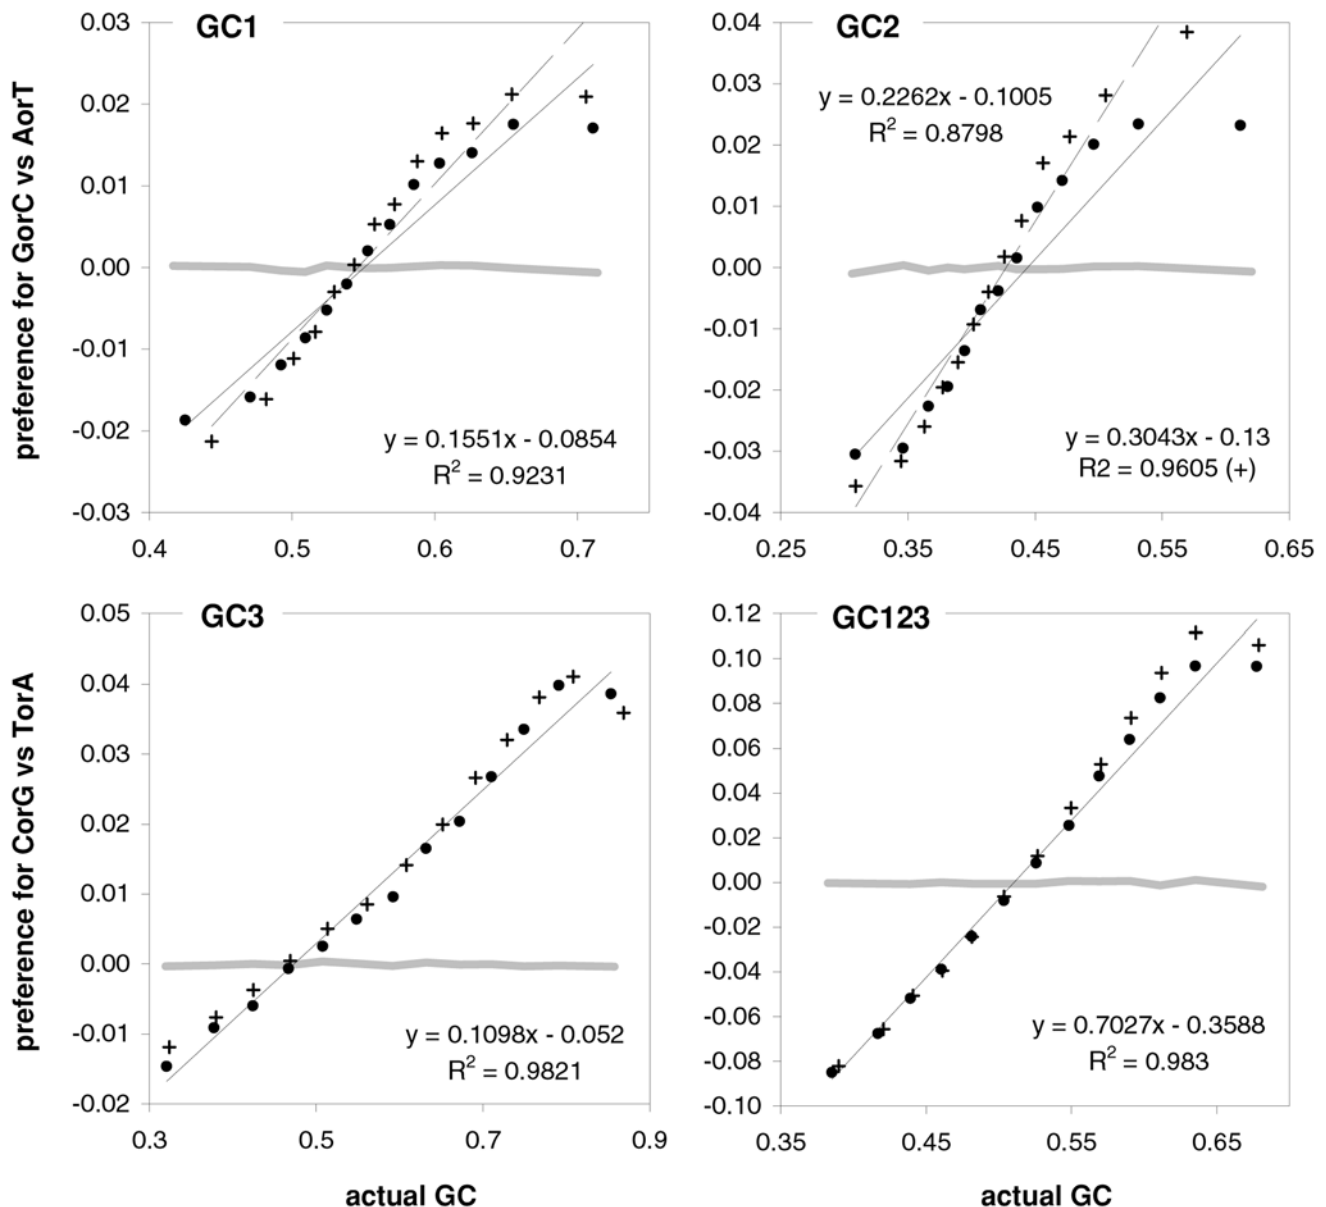 GC1
preference for GorC vs AorT
0.03
0.02
0.01
0.00
-0.01
-0.02
-0.03
y = 0.1551x - 0.0854
R² = 0.9231
0.4 0.5 0.6 0.7
GC2
0.04
0.03
0.02
0.01
0.00
-0.01
-0.02
-0.03
-0.04
y = 0.2262x - 0.1005
R² = 0.8798
y = 0.3043x - 0.13
R2 = 0.9605 (+)
0.25 0.35 0.45 0.55 0.65
GC3
preference for CorG vs TorA
0.05
0.04
0.03
0.02
0.01
0.00
-0.01
-0.02
y = 0.1098x - 0.052
R² = 0.9821
0.3 0.5 0.7 0.9
actual GC
GC123
0.12
0.10
0.08
0.06
0.04
0.02
0.00
-0.02
-0.04
-0.06
-0.08
-0.10
y = 0.7027x - 0.3588
R² = 0.983
0.35 0.45 0.55 0.65
actual GC